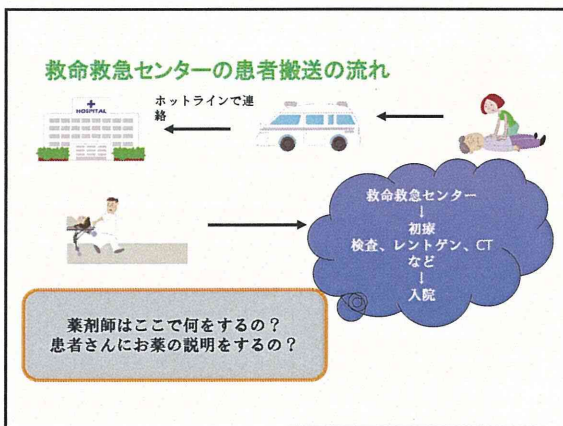 救命救急センターの患者搬送の流れ
HOSPITAL
ホットラインで連
絡
救命救急センター
↓
初療
検査、レントゲン、CT
など
↓
入院
薬剤師はここで何をするの？
患者さんにお薬の説明をするの？